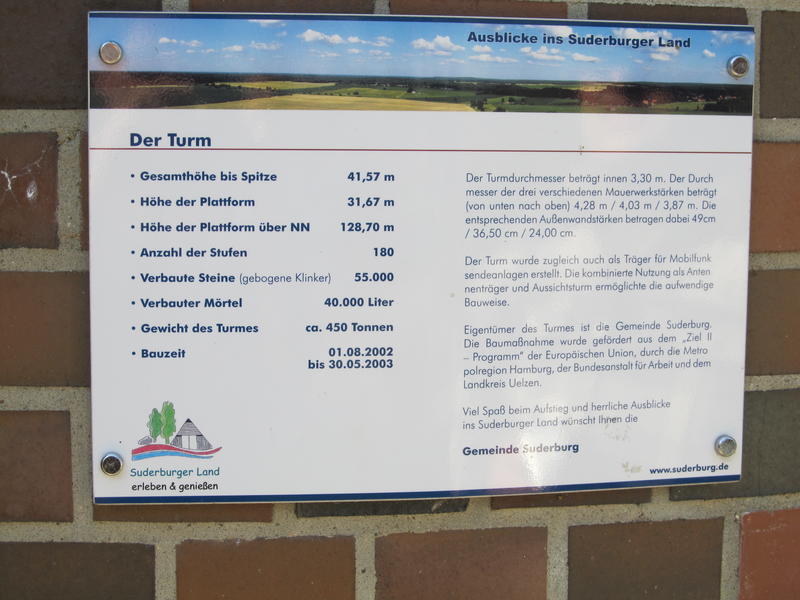 Ausblicke ins Suderburger Land
Der Turm
• Gesamthöhe bis Spitze 41,57 m
• Höhe der Plattform 31,67 m
• Höhe der Plattform über NN 128,70 m
• Anzahl der Stufen 180
• Verbaute Steine (gebogene Klinker) 55.000
• Verbauter Mörtel 40.000 Liter
• Gewicht des Turmes ca. 450 Tonnen
• Bauzeit 01.08.2002
bis 30.05.2003
Der Turmdurchmesser beträgt innen 3,30 m. Der Durch
messer der drei verschiedenen Mauerwerkstärken beträgt
(von unten nach oben) 4,28 m / 4,03 m / 3,87 m. Die
entsprechenden Außenwandstärken betragen dabei 49cm
/ 36,50 cm / 24,00 cm.
Der Turm wurde zugleich auch als Träger für Mobilfunk
sendeanlagen erstellt. Die kombinierte Nutzung als Anten
nenträger und Aussichtsturm ermöglichte die aufwendige
Bauweise.
Eigentümer des Turmes ist die Gemeinde Suderburg.
Die Baumaßnahme wurde gefördert aus dem „Ziel II
– Programm“ der Europäischen Union, durch die Metro
polregion Hamburg, der Bundesanstalt für Arbeit und dem
Landkreis Uelzen.
Viel Spaß beim Aufstieg und herrliche Ausblicke
ins Suderburger Land wünscht Ihnen die
Gemeinde Suderburg
Suderburger Land
erleben & genießen
www.suderburg.de